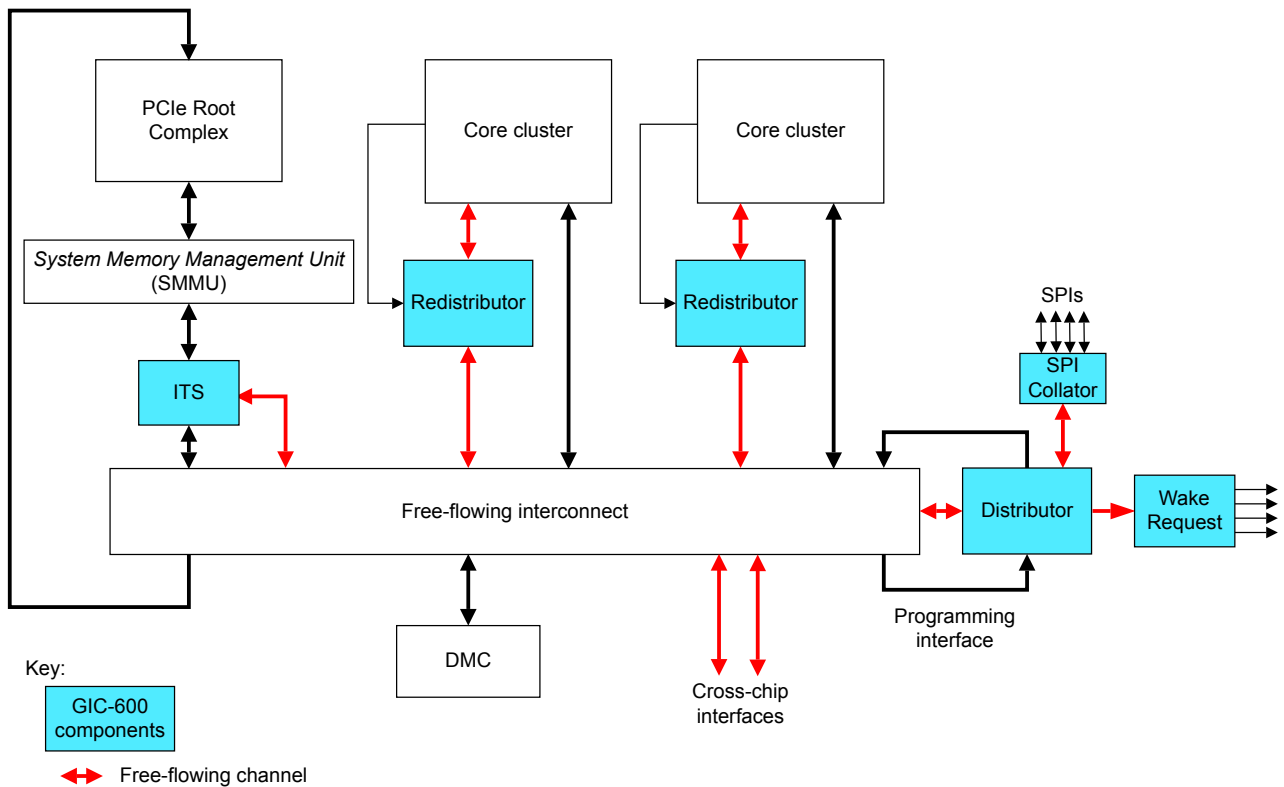 PCIe Root
Complex
Core cluster
Core cluster
System Memory Management Unit
(SMMU)
Redistributor
Redistributor
SPIs
SPI
Collator
ITS
Free-flowing interconnect
Distributor
Wake
Request
Programming
interface
DMC
Cross-chip
interfaces
Key:
GIC-600
components
Free-flowing channel